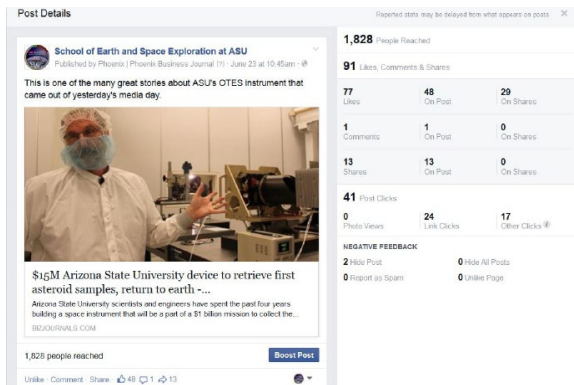 Post Details
Reported stats may be delayed from what appears on posts
School of Earth and Space Exploration at ASU
Published by Phoenix | Phoenix Business Journal [?] · June 23 at 10:45am ·
This is one of the many great stories about ASU's OTES instrument that
came out of yesterday's media day.
$15M Arizona State University device to retrieve first
asteroid samples, return to earth -...
Arizona State University scientists and engineers have spent the past four years
building a space instrument that will be a part of a $1 billion mission to collect the...
BIZJOURNALS.COM
1,828 people reached
Boost Post
Unlike · Comment · Share · 48 1 13
1,828 People Reached
91 Likes, Comments & Shares
77 48 29
Likes On Post On Shares
1 1 0
Comments On Post On Shares
13 13 0
Shares On Post On Shares
41 Post Clicks
0 24 17
Photo Views Link Clicks Other Clicks
NEGATIVE FEEDBACK
2 Hide Post 0 Hide All Posts
0 Report as Spam 0 Unlike Page